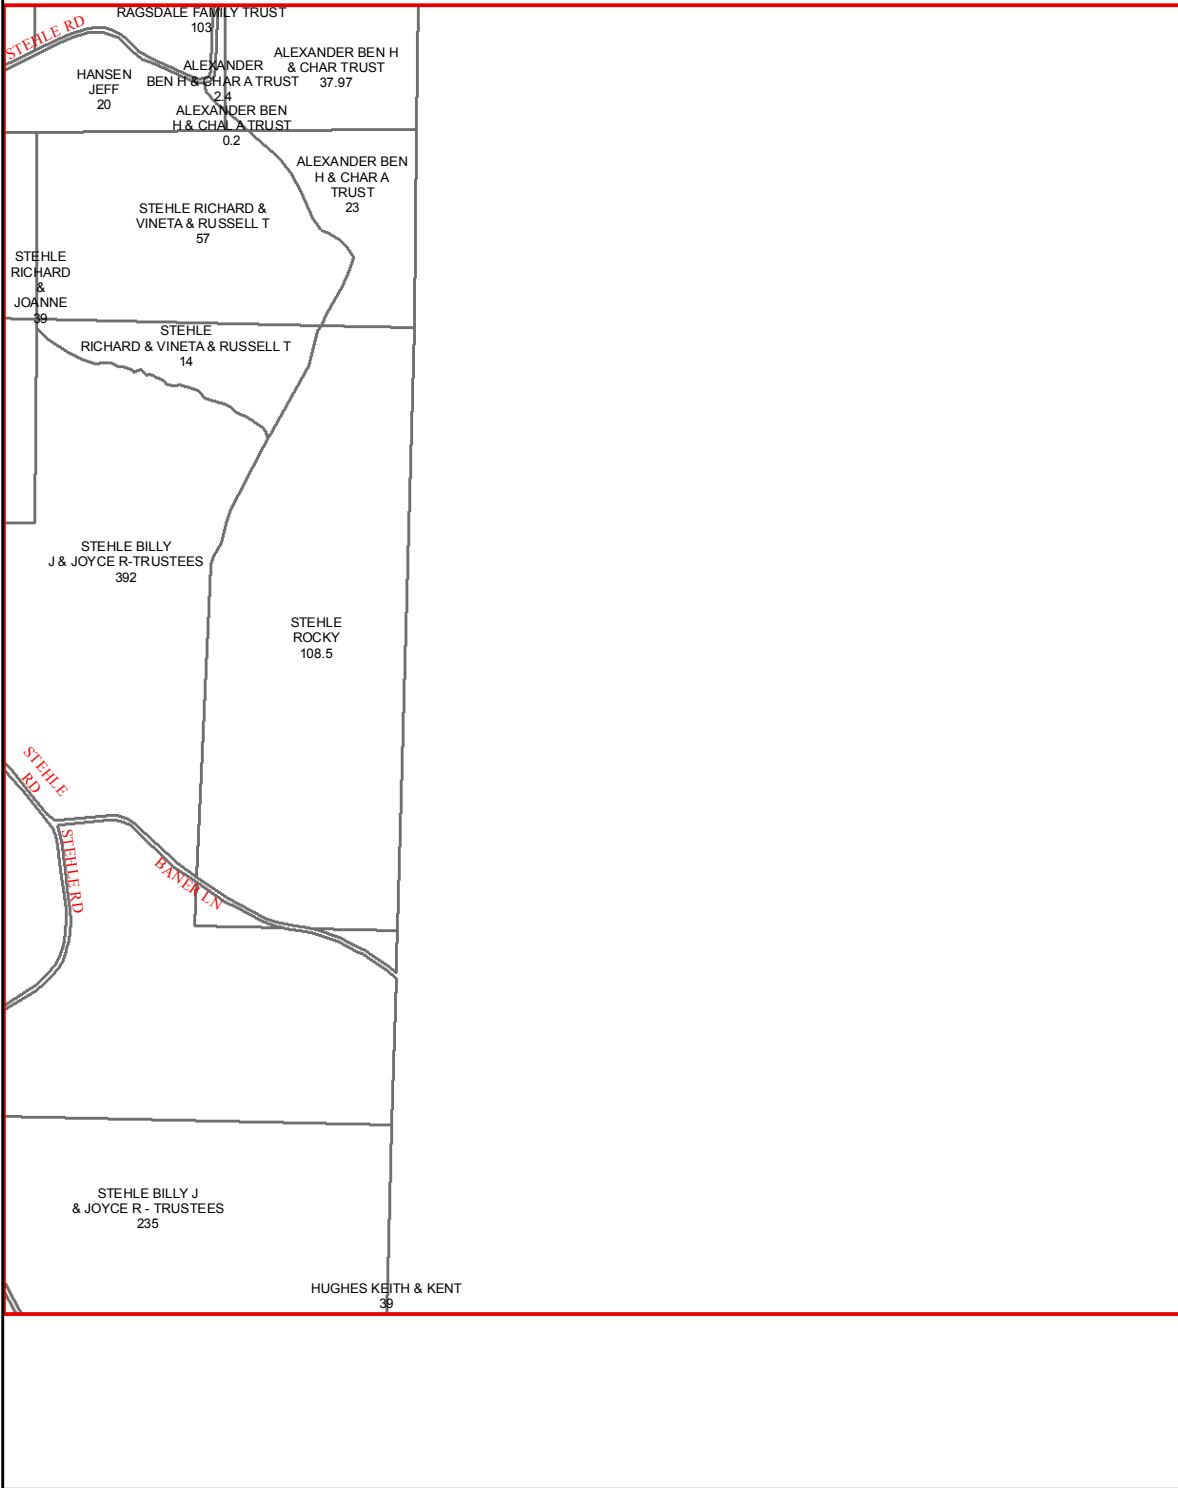 RAGSDALE FAMILY TRUST
103
STEHLE RD
HANSEN
JEFF
20
ALEXANDER
BEN H & CHAR A TRUST
2.4
ALEXANDER BEN H
& CHAR TRUST
37.97
ALEXANDER BEN
H & CHAL A TRUST
0.2
ALEXANDER BEN
H & CHAR A
TRUST
23
STEHLE RICHARD &
VINETA & RUSSELL T
57
STEHLE
RICHARD
&
JOANNE
39
STEHLE
RICHARD & VINETA & RUSSELL T
14
STEHLE BILLY
J & JOYCE R-TRUSTEES
392
STEHLE
ROCKY
108.5
STEHLE
RD
STEHLE RD
BANER LN
STEHLE BILLY J
& JOYCE R - TRUSTEES
235
HUGHES KEITH & KENT
39